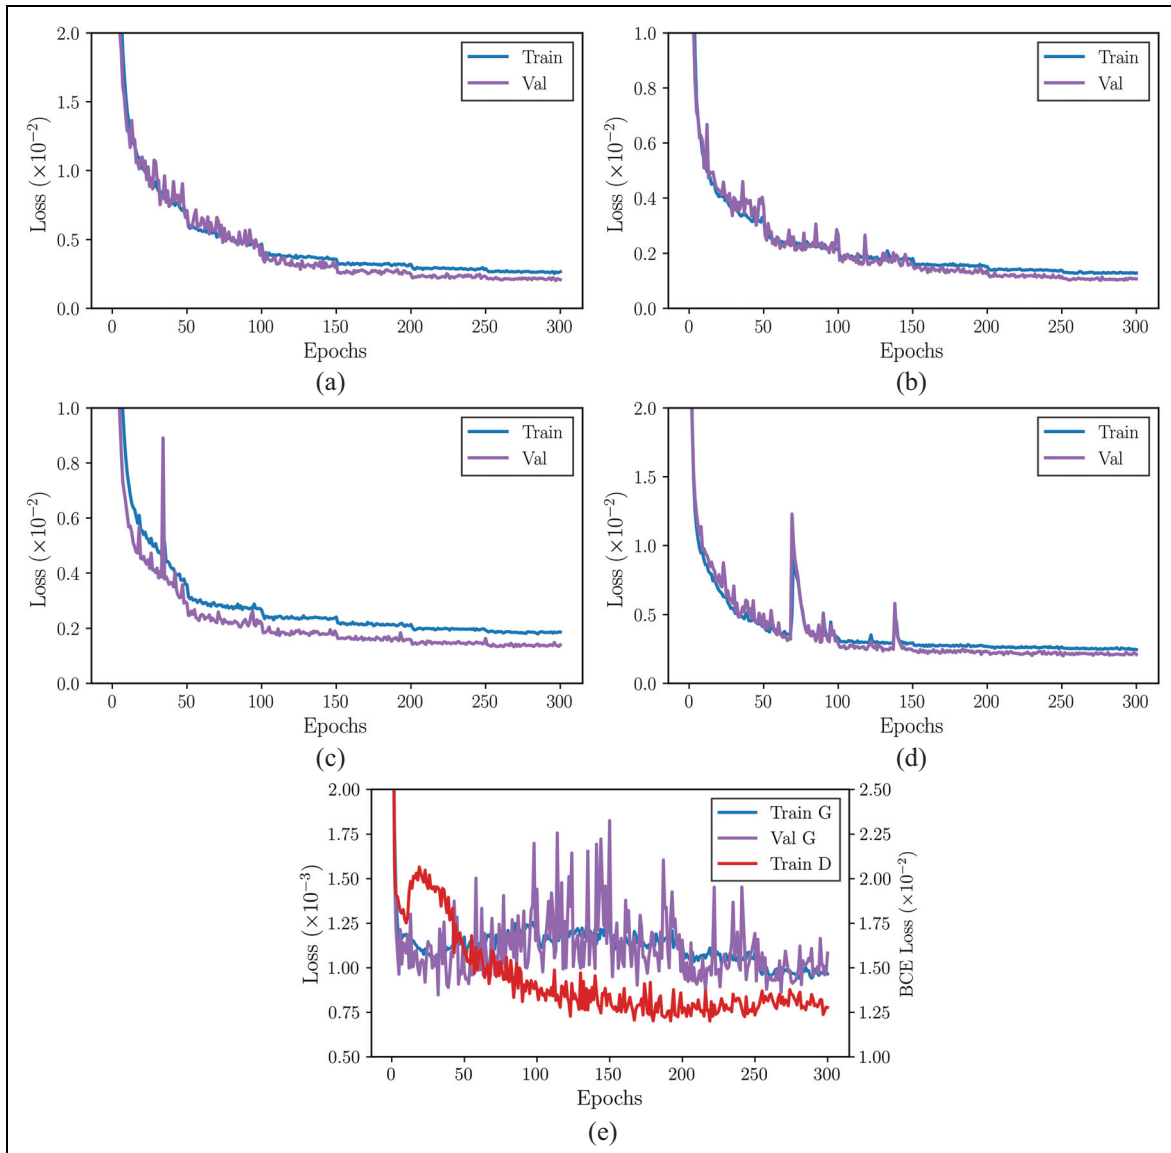 2.0
1.5
1.0
0.5
0.0
Loss (×10⁻²)
Train
Val
0 50 100 150 200 250 300
Epochs
(a)
1.0
0.8
0.6
0.4
0.2
0.0
Loss (×10⁻²)
Train
Val
0 50 100 150 200 250 300
Epochs
(b)
1.0
0.8
0.6
0.4
0.2
0.0
Loss (×10⁻²)
Train
Val
0 50 100 150 200 250 300
Epochs
(c)
2.0
1.5
1.0
0.5
0.0
Loss (×10⁻²)
Train
Val
0 50 100 150 200 250 300
Epochs
(d)
2.00
1.75
1.50
1.25
1.00
0.75
0.50
Loss (×10⁻³)
Train G
Val G
Train D
2.50
2.25
2.00
1.75
1.50
1.25
1.00
BCE Loss (×10⁻²)
0 50 100 150 200 250 300
Epochs
(e)